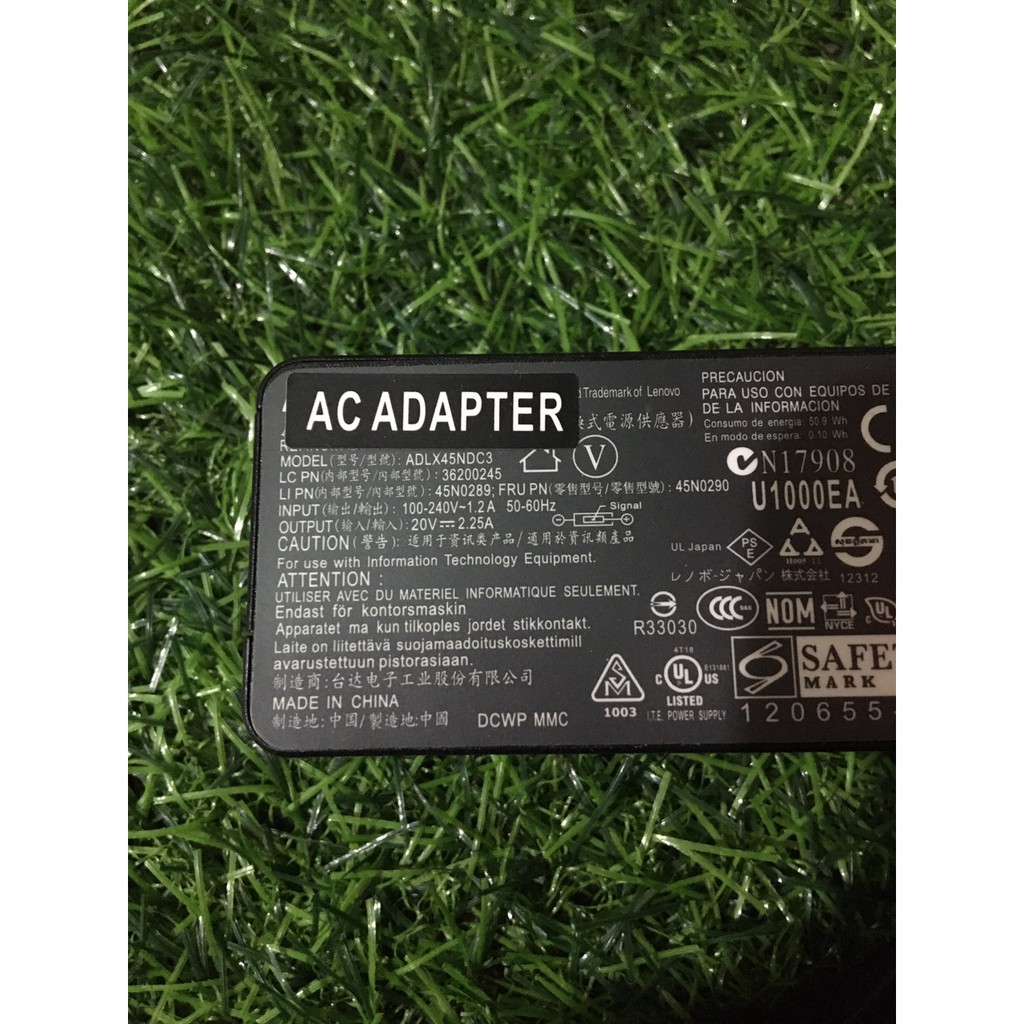 AC ADAPTER
Trademark of Lenovo
式電源供應器)
MODEL(型号/型號): ADLX45NDC3
LC PN(内部型号/內部型號): 36200245
LI PN(内部型号/內部型號): 45N0289; FRU PN(零售型号/零售型號): 45N0290
INPUT(输出/輸出): 100-240V~1.2A 50-60Hz
OUTPUT(输入/輸入): 20V⎓2.25A
Signal
CAUTION(警告): 适用于资讯类产品/適用於資訊類產品
For use with Information Technology Equipment.
ATTENTION :
UTILISER AVEC DU MATERIEL INFORMATIQUE SEULEMENT.
Endast för kontorsmaskin
Apparatet ma kun tilkoples jordet stikkontakt.
Laite on liitettävä suojamaadoituskoskettimill
avarustettuun pistorasiaan.
制造商:台达电子工业股份有限公司
MADE IN CHINA
制造地:中国/製造地:中國 DCWP MMC
V
PRECAUCION
PARA USO CON EQUIPOS DE
DE LA INFORMACION
Consumo de energia: 50.9 Wh
En modo de espera: 0.10 Wh
N17908
U1000EA
UL Japan
PS
E
レノボ・ジャパン 株式会社 12312
R33030
CCC
S&E
NOM
NYCE
UL
4T18
c UL US
E131881
LISTED
I.T.E. POWER SUPPLY
1003
SAFE
MARK
120655